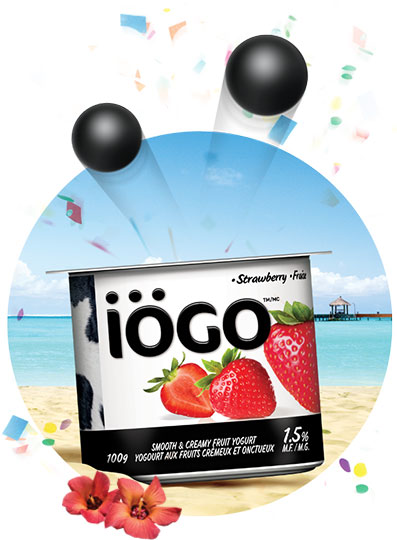 • Strawberry • Fraise
iÖGO TM/MC
SMOOTH & CREAMY FRUIT YOGURT
100g YOGOURT AUX FRUITS CRÉMEUX ET ONCTUEUX
1.5%
M.F./M.G.